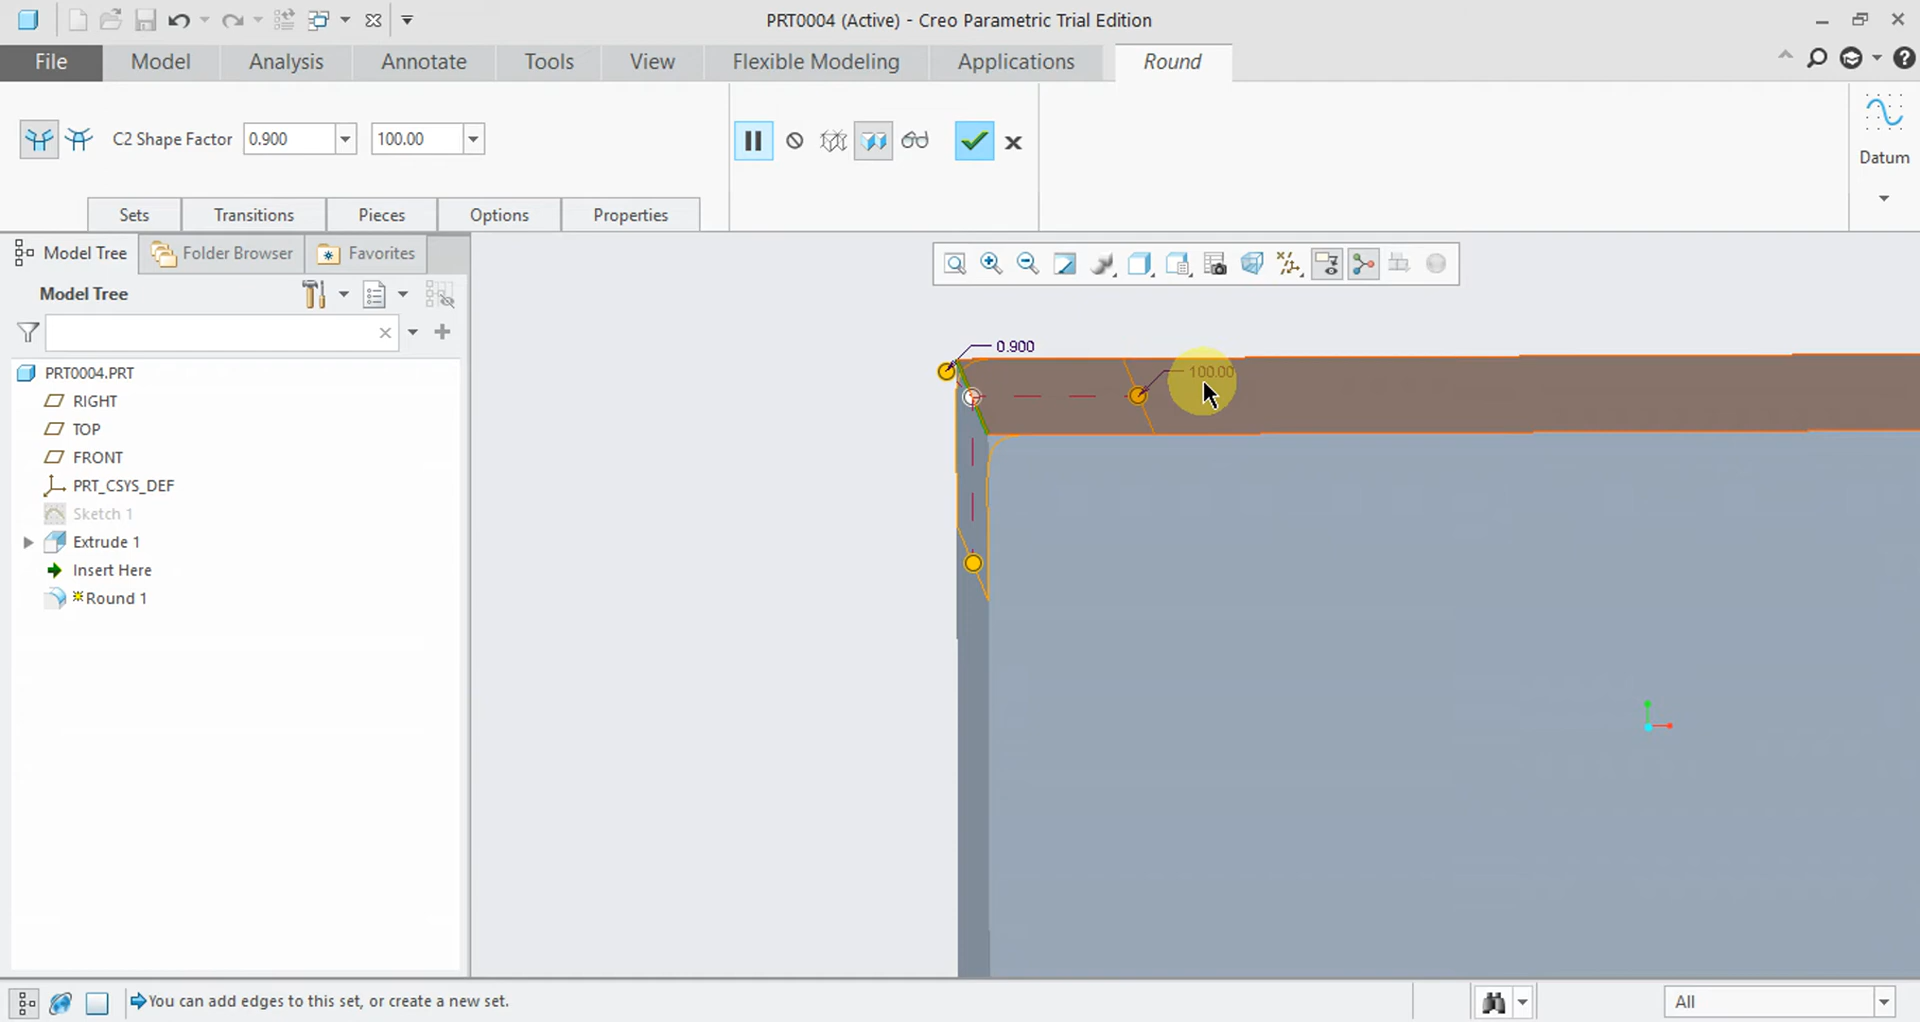 PRT0004 (Active) - Creo Parametric Trial Edition
File Model Analysis Annotate Tools View Flexible Modeling Applications Round
C2 Shape Factor 0.900 100.00
Datum
Sets Transitions Pieces Options Properties
Model Tree Folder Browser Favorites
Model Tree
PRT0004.PRT
RIGHT
TOP
FRONT
PRT_CSYS_DEF
Sketch 1
Extrude 1
Insert Here
Round 1
0.900
100.00
You can add edges to this set, or create a new set.
All